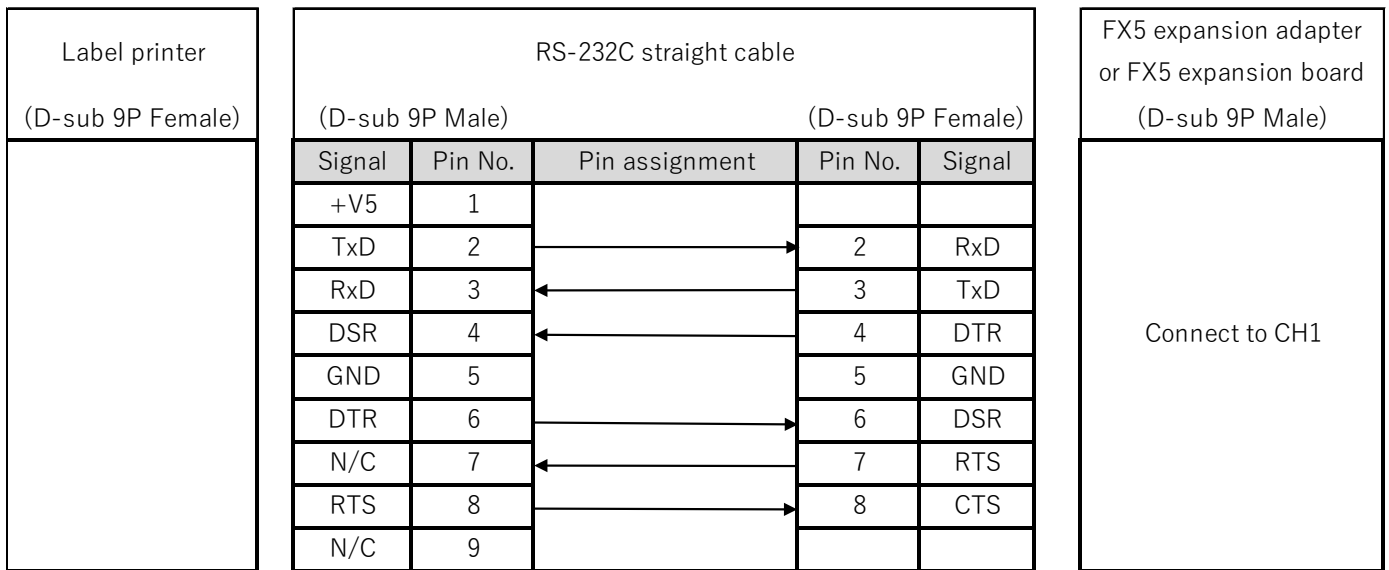 Label printer
(D-sub 9P Female)
RS-232C straight cable
(D-sub 9P Male) (D-sub 9P Female)
FX5 expansion adapter
or FX5 expansion board
(D-sub 9P Male)
Signal Pin No. Pin assignment Pin No. Signal
+V5 1
TxD 2 2 RxD
RxD 3 3 TxD
DSR 4 4 DTR
GND 5 5 GND
DTR 6 6 DSR
N/C 7 7 RTS
RTS 8 8 CTS
N/C 9
Connect to CH1